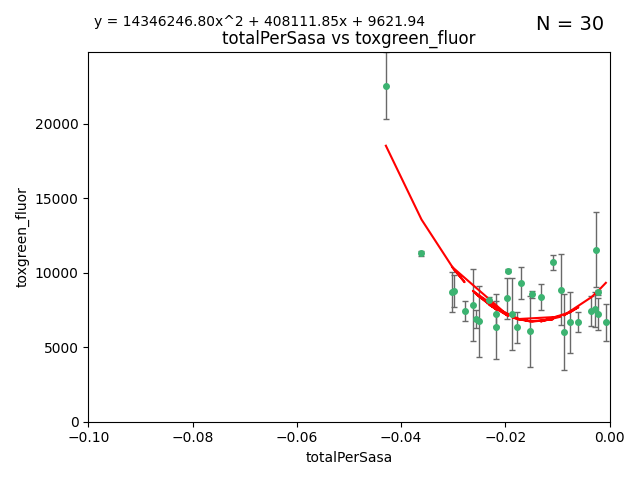 y = 14346246.80x^2 + 408111.85x + 9621.94
N = 30
totalPerSasa vs toxgreen_fluor
toxgreen_fluor
20000
15000
10000
5000
0
−0.10
−0.08
−0.06
−0.04
−0.02
0.00
totalPerSasa